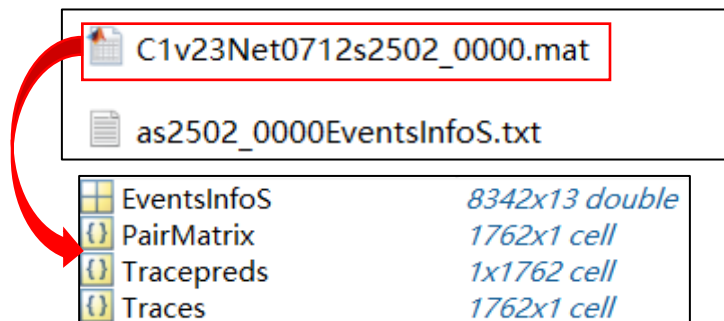 C1v23Net0712s2502_0000.mat
as2502_0000EventsInfoS.txt
EventsInfoS 8342x13 double
{} PairMatrix 1762x1 cell
{} Tracepreds 1x1762 cell
{} Traces 1762x1 cell